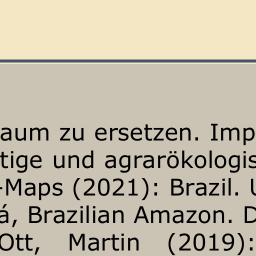 aum zu ersetzen. Imp
tige und agrarökologis
-Maps (2021): Brazil. U
á, Brazilian Amazon. D
Ott, Martin (2019):